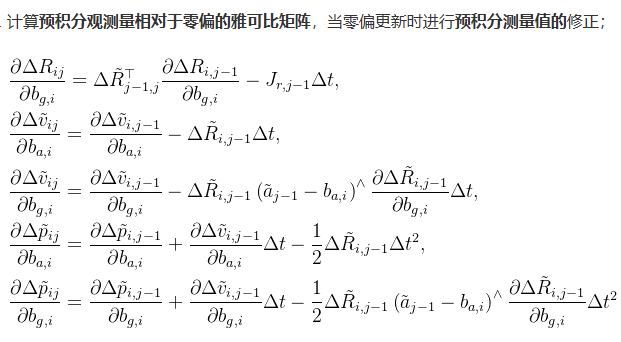 . 计算预积分观测量相对于零偏的雅可比矩阵，当零偏更新时进行预积分测量值的修正；
\frac{\partial \Delta R_{ij}}{\partial b_{g,i}} = \Delta \tilde{R}_{j-1,j}^{\top} \frac{\partial \Delta R_{i,j-1}}{\partial b_{g,i}} - J_{r,j-1} \Delta t,
\frac{\partial \Delta \tilde{v}_{ij}}{\partial b_{a,i}} = \frac{\partial \Delta \tilde{v}_{i,j-1}}{\partial b_{a,i}} - \Delta \tilde{R}_{i,j-1} \Delta t,
\frac{\partial \Delta \tilde{v}_{ij}}{\partial b_{g,i}} = \frac{\partial \Delta \tilde{v}_{i,j-1}}{\partial b_{g,i}} - \Delta \tilde{R}_{i,j-1} (\tilde{a}_{j-1} - b_{a,i})^{\wedge} \frac{\partial \Delta \tilde{R}_{i,j-1}}{\partial b_{g,i}} \Delta t,
\frac{\partial \Delta \tilde{p}_{ij}}{\partial b_{a,i}} = \frac{\partial \Delta \tilde{p}_{i,j-1}}{\partial b_{a,i}} + \frac{\partial \Delta \tilde{v}_{i,j-1}}{\partial b_{a,i}} \Delta t - \frac{1}{2} \Delta \tilde{R}_{i,j-1} \Delta t^2,
\frac{\partial \Delta \tilde{p}_{ij}}{\partial b_{g,i}} = \frac{\partial \Delta \tilde{p}_{i,j-1}}{\partial b_{g,i}} + \frac{\partial \Delta \tilde{v}_{i,j-1}}{\partial b_{g,i}} \Delta t - \frac{1}{2} \Delta \tilde{R}_{i,j-1} (\tilde{a}_{j-1} - b_{a,i})^{\wedge} \frac{\partial \Delta \tilde{R}_{i,j-1}}{\partial b_{g,i}} \Delta t^2